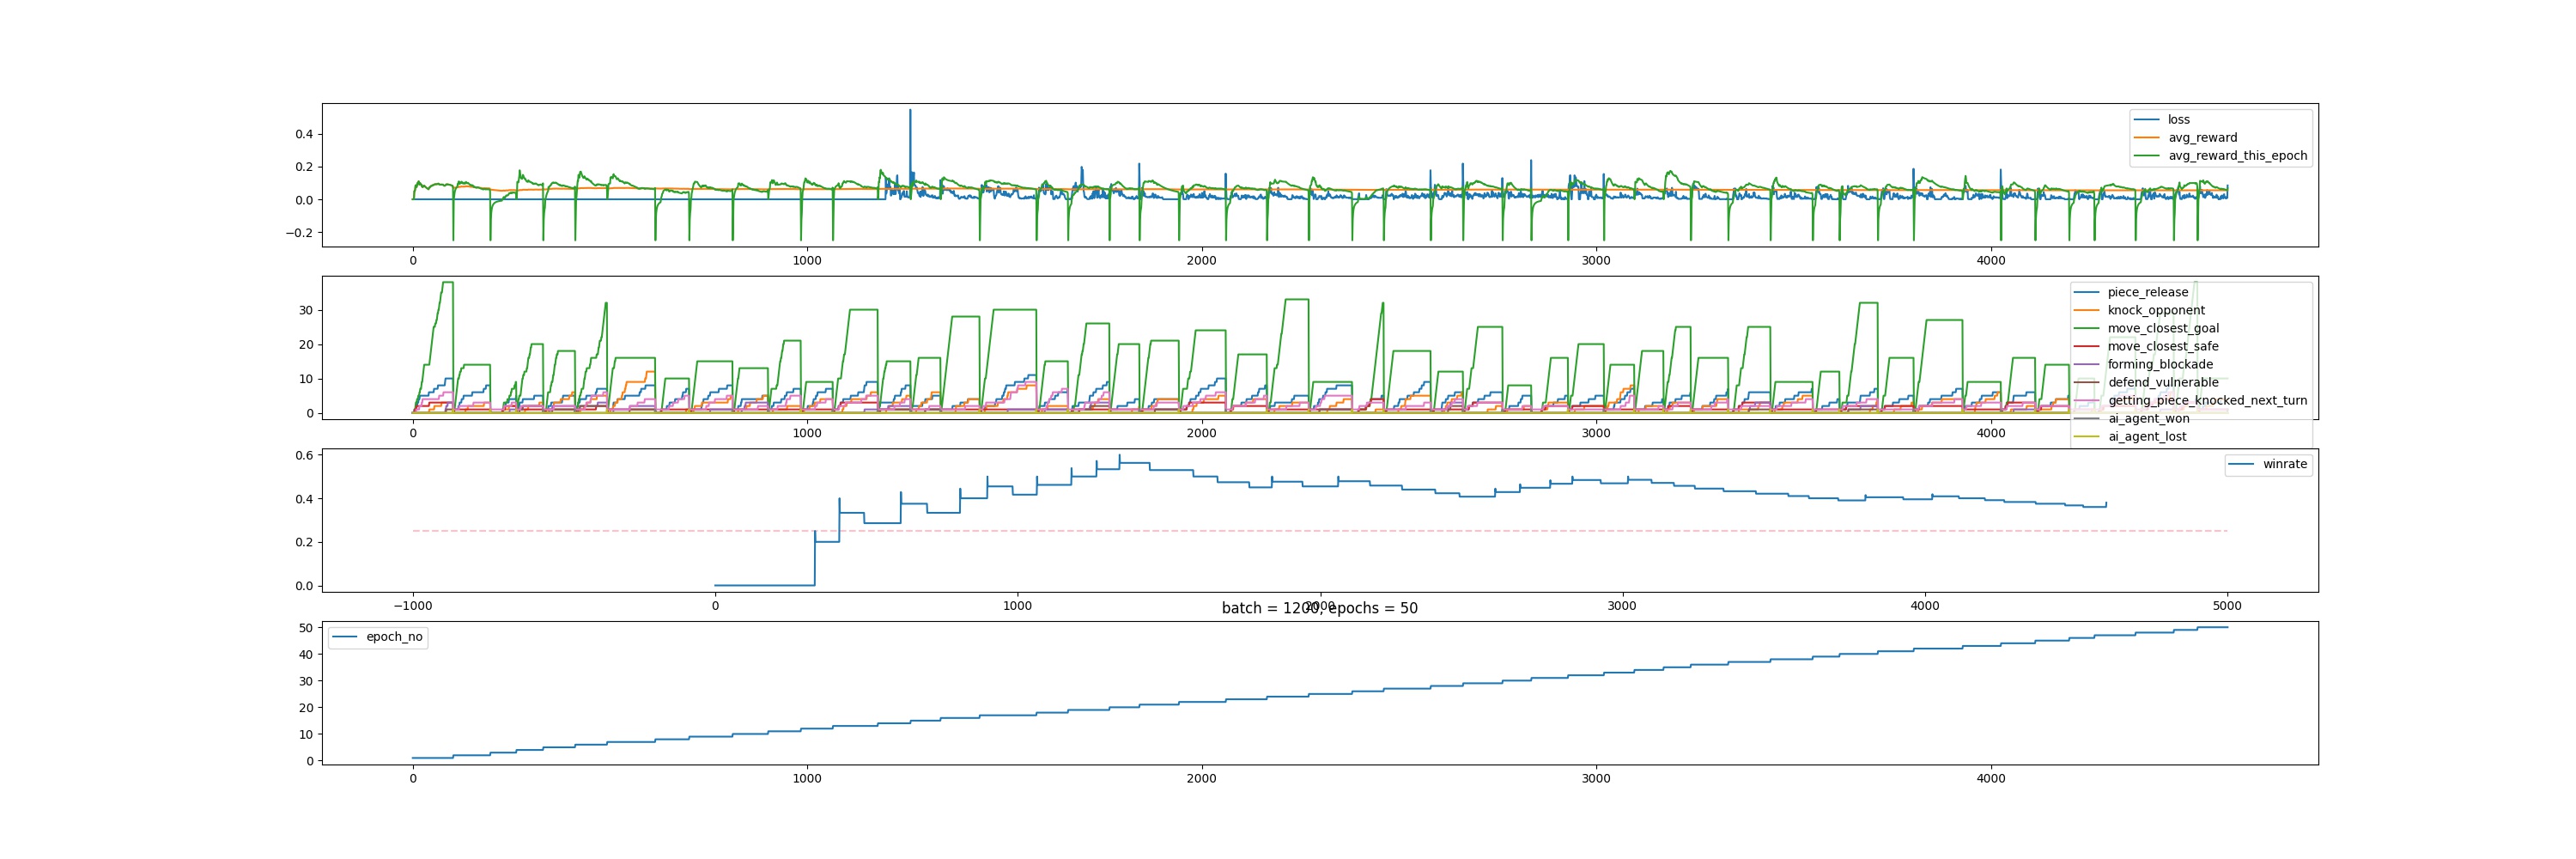 0.4
0.2
0.0
−0.2
loss
avg_reward
avg_reward_this_epoch
0 1000 2000 3000 4000
30
20
10
0
piece_release
knock_opponent
move_closest_goal
move_closest_safe
forming_blockade
defend_vulnerable
getting_piece_knocked_next_turn
ai_agent_won
ai_agent_lost
0 1000 2000 3000 4000
0.6
0.4
0.2
0.0
winrate
−1000 0 1000 2000 3000 4000 5000
batch = 1200, epochs = 50
50
40
30
20
10
0
epoch_no
0 1000 2000 3000 4000